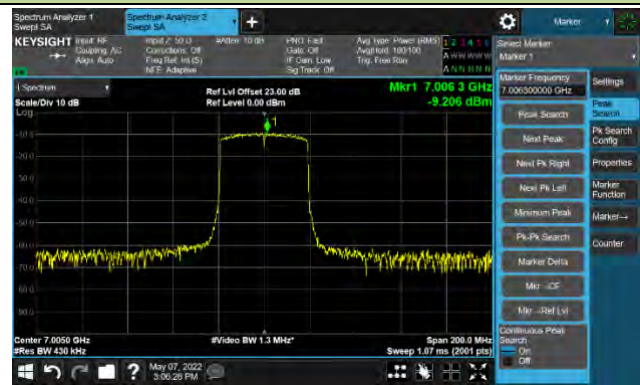 Spectrum Analyzer 1
Swept SA
Spectrum Analyzer 2
Swept SA
+
Marker
KEYSIGHT
Input: RF
Coupling: AC
Align: Auto
Input Z: 50 Ω
Corrections: Off
Freq Ref: Int (S)
NFE: Adaptive
#Atten: 10 dB
PNO: Fast
Gate: Off
IF Gain: Low
Sig Track: Off
Avg Type: Power (RMS)
Avg|Hold: 100/100
Trig: Free Run
1 2 3 4 5 6
A W W W W W
A N N N N N
Select Marker
Marker 1
1 Spectrum
Scale/Div 10 dB
Log
Ref Lvl Offset 23.00 dB
Ref Level 0.00 dBm
Mkr1 7.006 3 GHz
-9.206 dBm
1
-10.0
-30.0
-40.0
-50.0
-60.0
-90.0
Center 7.0050 GHz
#Res BW 430 kHz
#Video BW 1.3 MHz*
Span 200.0 MHz
Sweep 1.07 ms (2001 pts)
Marker Frequency
7.006300000 GHz
Peak Search
Next Peak
Next Pk Right
Next Pk Left
Minimum Peak
Pk-Pk Search
Marker Delta
Mkr→CF
Mkr→Ref Lvl
Continuous Peak
Search
On
Off
Settings
Peak
Search
Pk Search
Config
Properties
Marker
Function
Marker→
Counter
?
May 07, 2022
3:06:26 PM